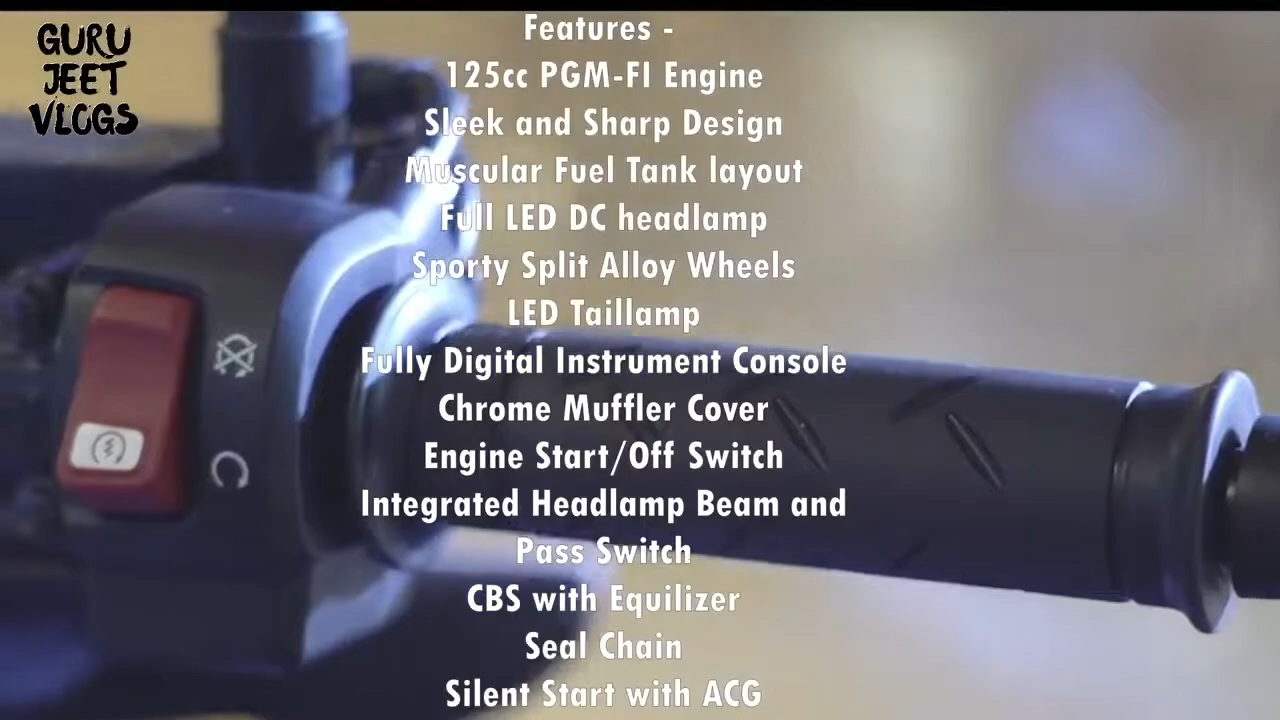 GURU
JEET
VLOGS
Features -
125cc PGM-FI Engine
Sleek and Sharp Design
Muscular Fuel Tank layout
Full LED DC headlamp
Sporty Split Alloy Wheels
LED Taillamp
Fully Digital Instrument Console
Chrome Muffler Cover
Engine Start/Off Switch
Integrated Headlamp Beam and
Pass Switch
CBS with Equilizer
Seal Chain
Silent Start with ACG